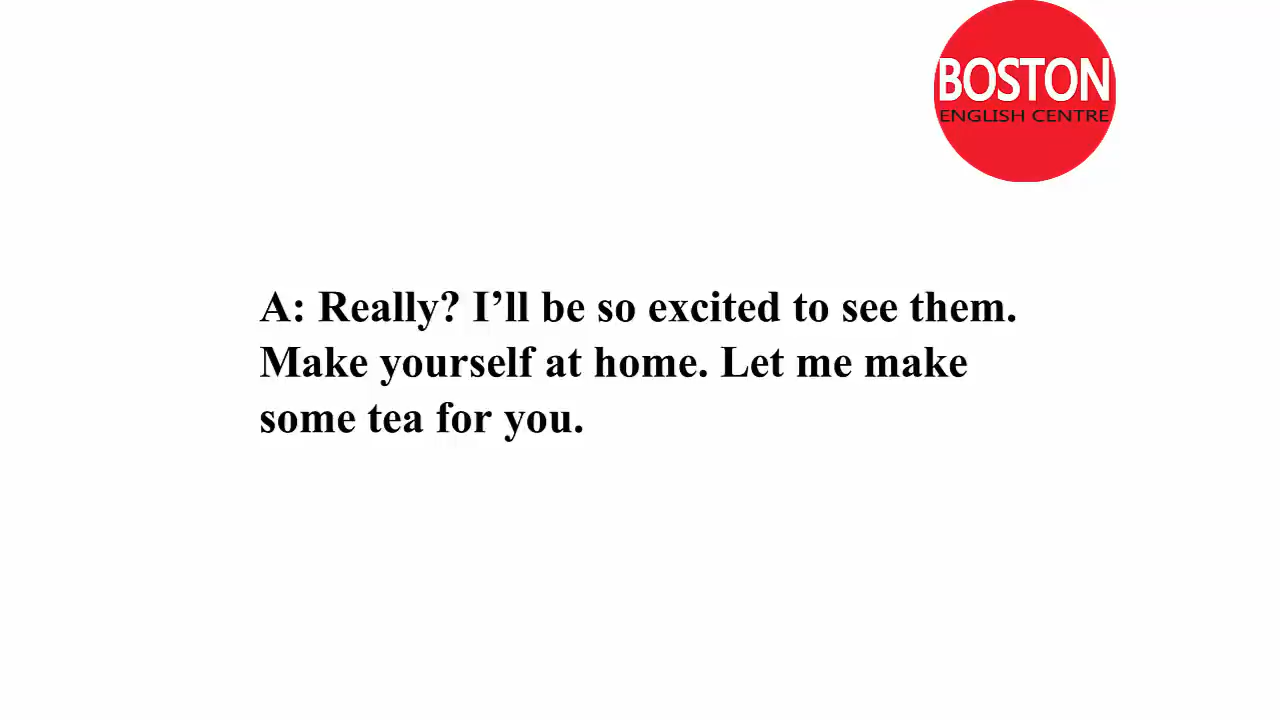 BOSTON
ENGLISH CENTRE
A: Really? I’ll be so excited to see them.
Make yourself at home. Let me make
some tea for you.